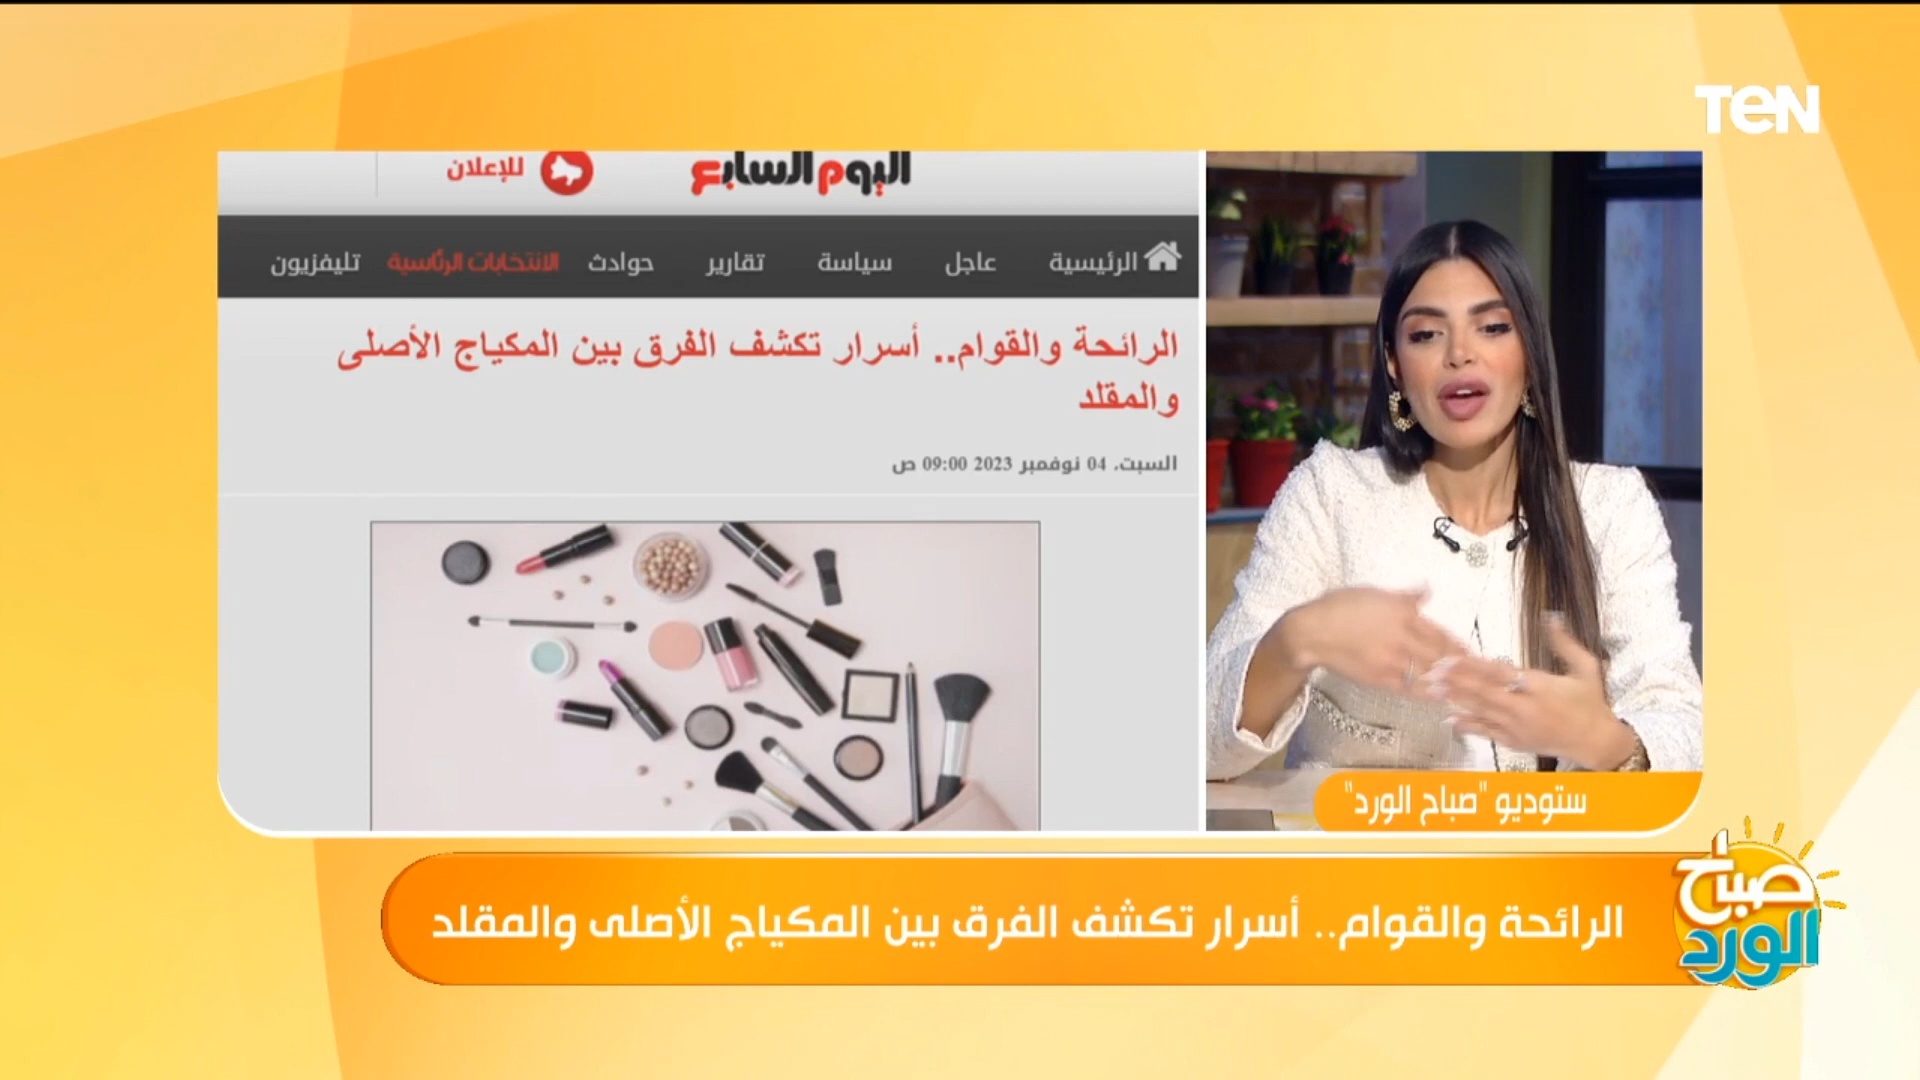 TEN
اليوم السابع
للإعلان
الرئيسية عاجل سياسة تقارير حوادث الانتخابات الرئاسية تليفزيون
الرائحة والقوام.. أسرار تكشف الفرق بين المكياج الأصلى
والمقلد
السبت، 04 نوفمبر 2023 09:00 ص
ستوديو "صباح الورد"
الرائحة والقوام.. أسرار تكشف الفرق بين المكياج الأصلى والمقلد
صباح
الورد